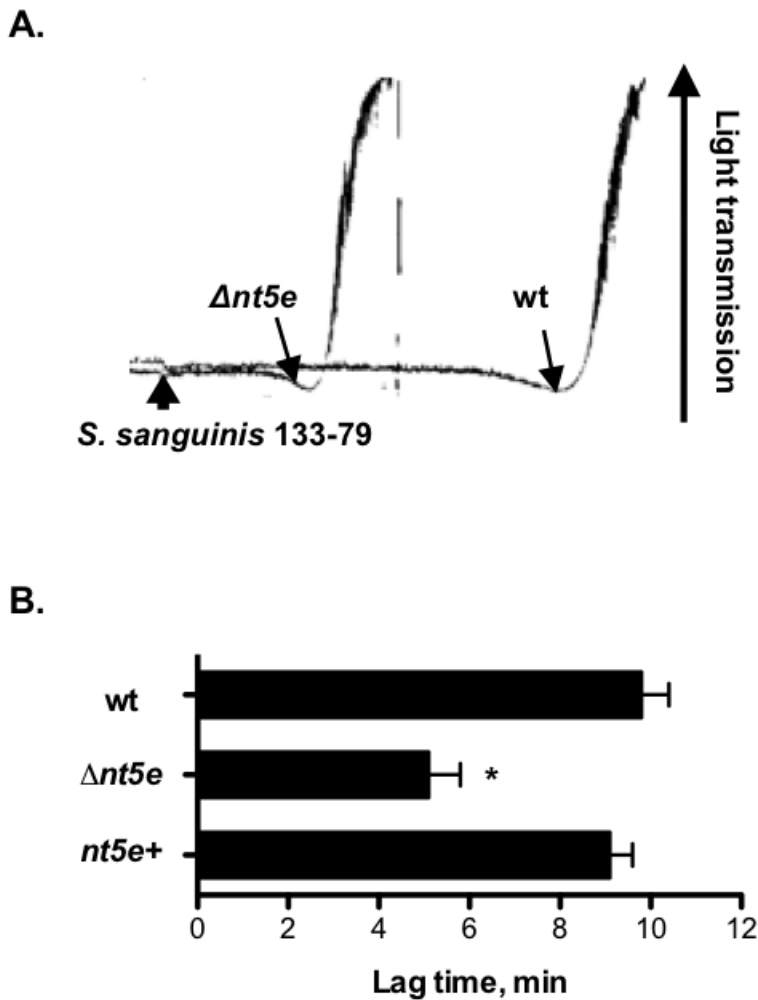 A.
Light transmission
Δnt5e
wt
S. sanguinis 133-79
B.
wt
Δnt5e
*
nt5e+
0 2 4 6 8 10 12
Lag time, min